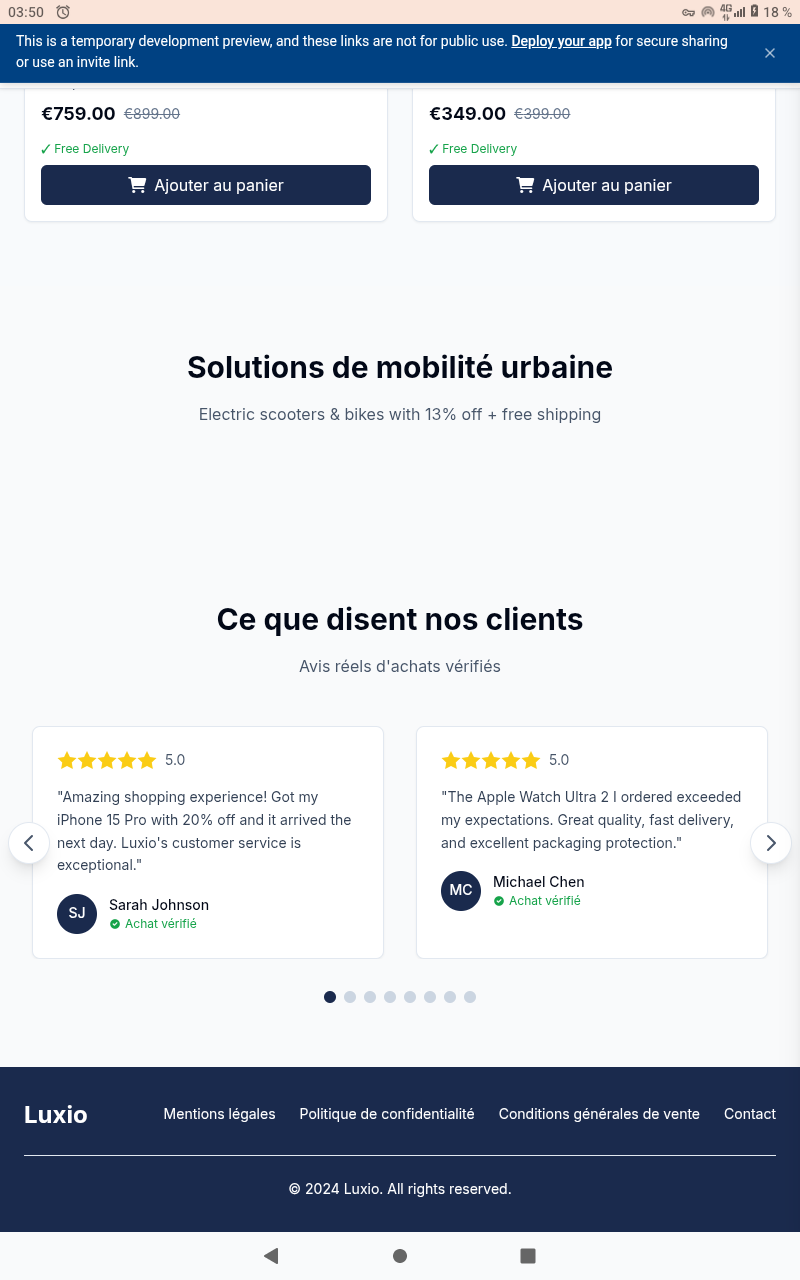 03:50
4G
18 %
This is a temporary development preview, and these links are not for public use. Deploy your app for secure sharing
or use an invite link.
€759.00 €899.00
€349.00 €399.00
✓ Free Delivery
✓ Free Delivery
Ajouter au panier
Ajouter au panier
Solutions de mobilité urbaine
Electric scooters & bikes with 13% off + free shipping
Ce que disent nos clients
Avis réels d'achats vérifiés
5.0
"Amazing shopping experience! Got my
iPhone 15 Pro with 20% off and it arrived the
next day. Luxio's customer service is
exceptional."
SJ
Sarah Johnson
Achat vérifié
5.0
"The Apple Watch Ultra 2 I ordered exceeded
my expectations. Great quality, fast delivery,
and excellent packaging protection."
MC
Michael Chen
Achat vérifié
Luxio
Mentions légales
Politique de confidentialité
Conditions générales de vente
Contact
© 2024 Luxio. All rights reserved.